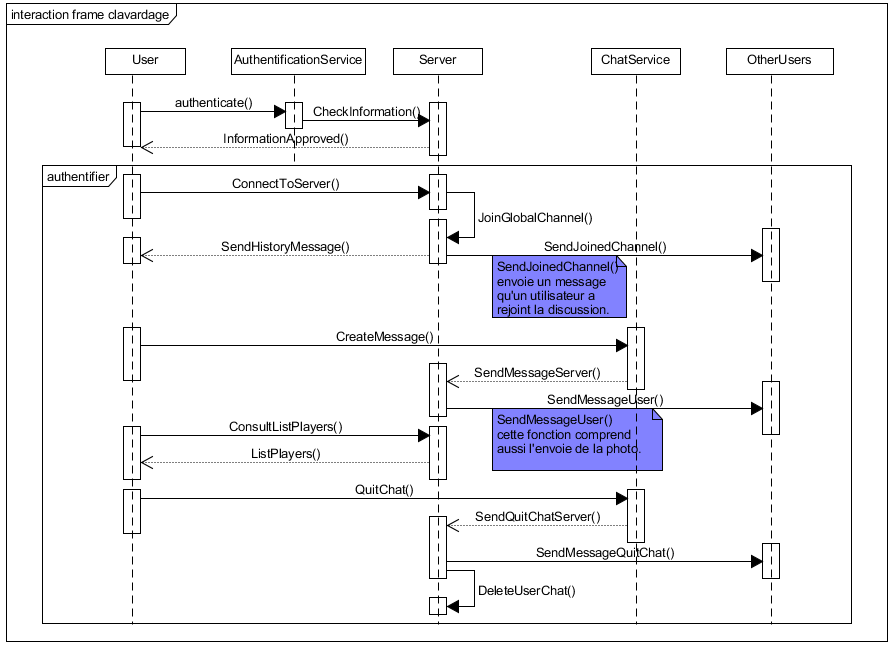 interaction frame clavardage
User
AuthentificationService
Server
ChatService
OtherUsers
authenticate()
CheckInformation()
InformationApproved()
authentifier
ConnectToServer()
JoinGlobalChannel()
SendHistoryMessage()
SendJoinedChannel()
SendJoinedChannel()
envoie un message
qu'un utilisateur a
rejoint la discussion.
CreateMessage()
SendMessageServer()
SendMessageUser()
SendMessageUser()
cette fonction comprend
aussi l'envoie de la photo.
ConsultListPlayers()
ListPlayers()
QuitChat()
SendQuitChatServer()
SendMessageQuitChat()
DeleteUserChat()